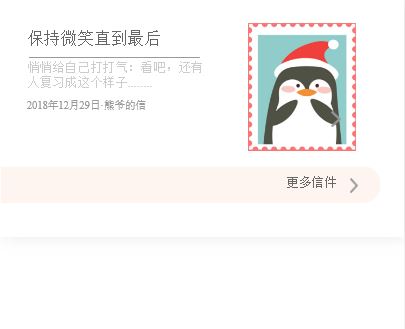 保持微笑直到最后
悄悄给自己打打气：看吧，还有
人夏习成这个样子.......
2018年12月29日·熊爷的信
更多信件